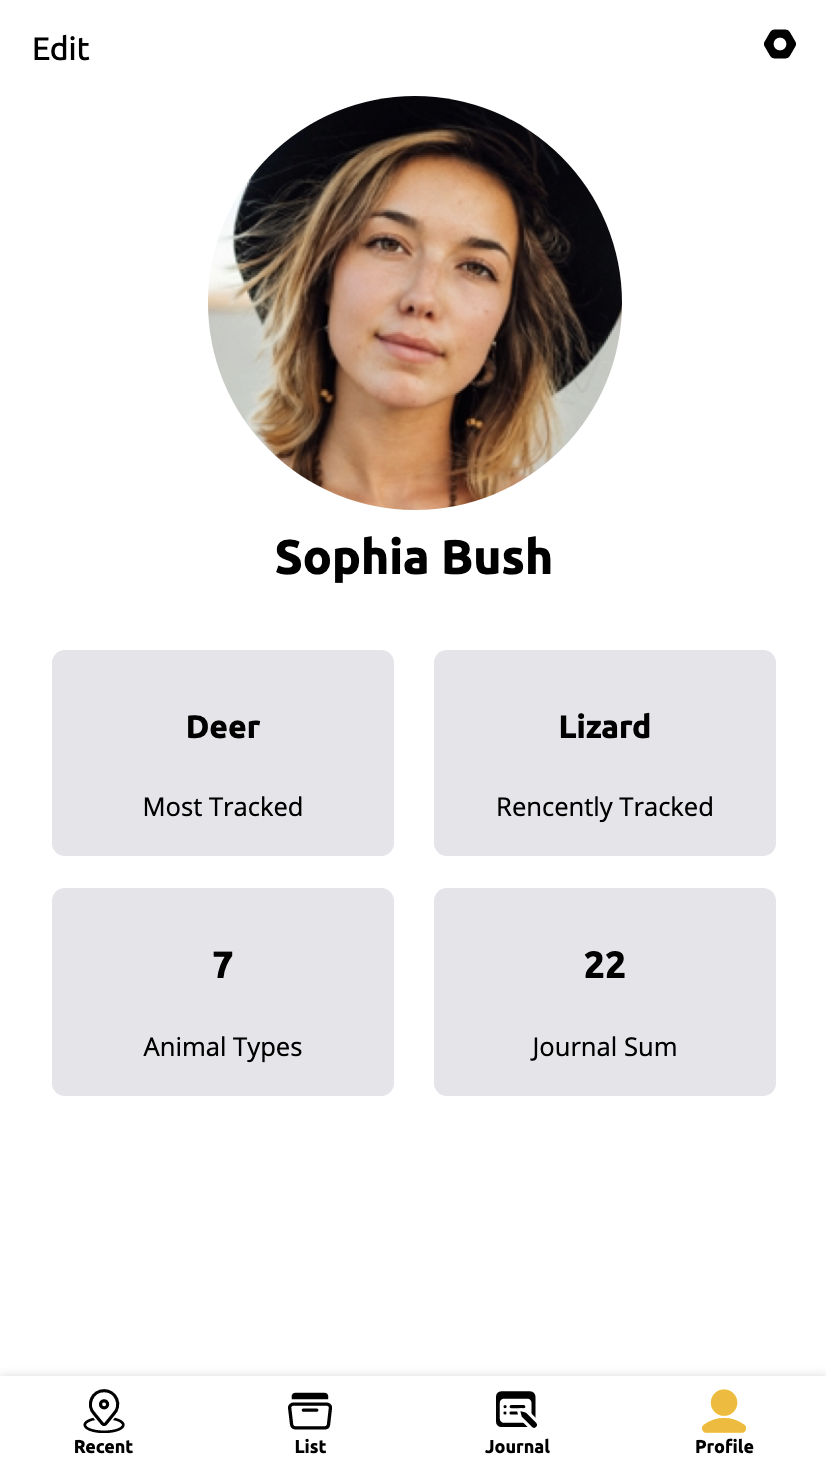 Edit
Sophia Bush
Deer
Lizard
Most Tracked
Rencently Tracked
7
22
Animal Types
Journal Sum
Recent
List
Journal
Profile